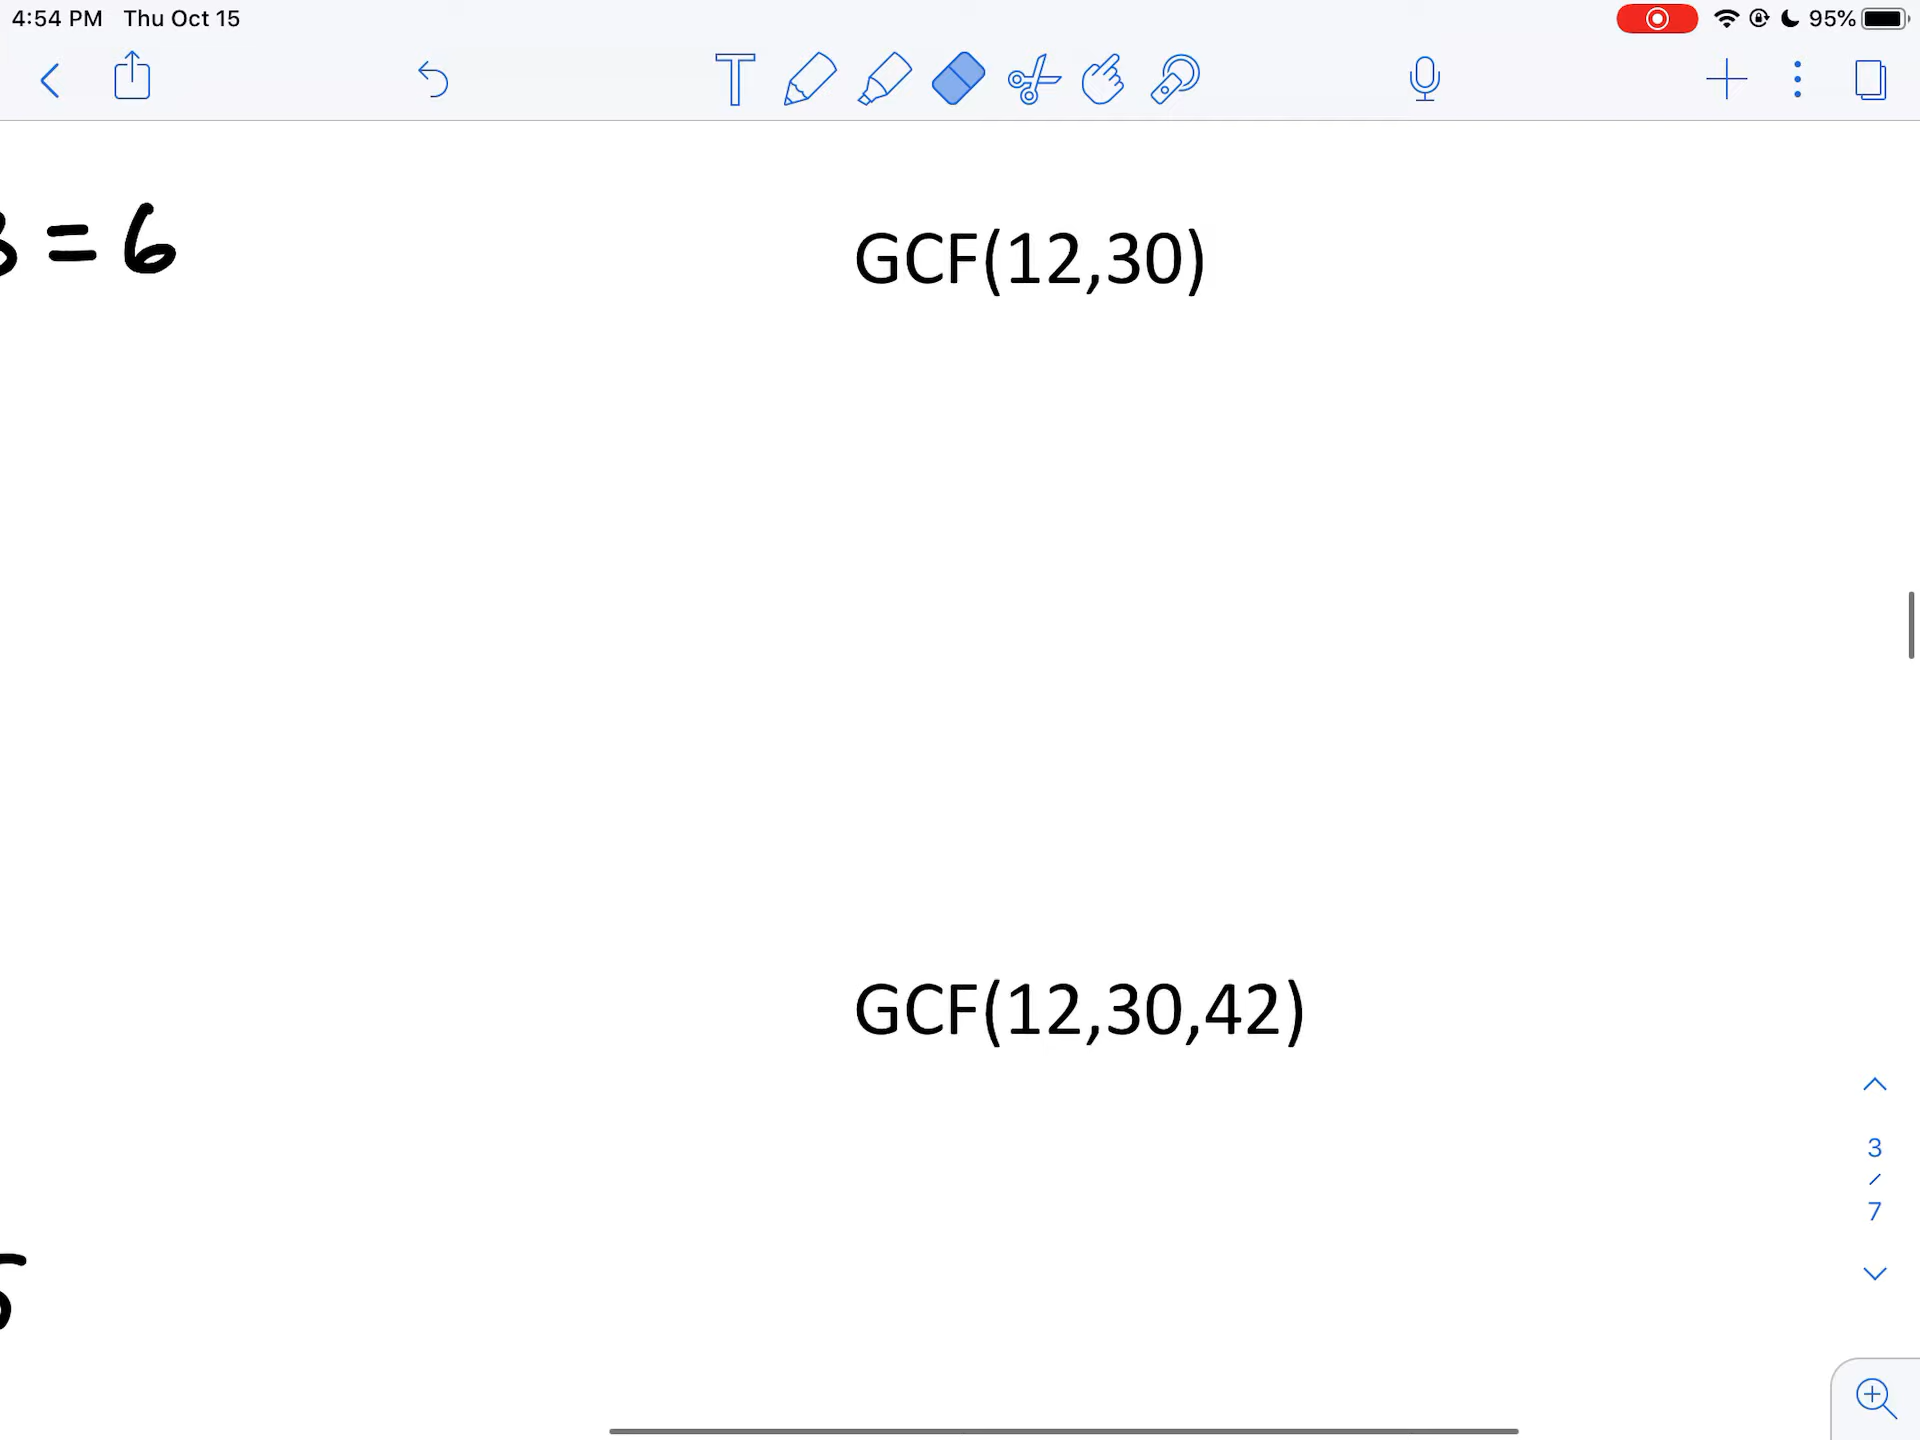 4:54 PM Thu Oct 15 95%
T
= 6
GCF(12,30)
GCF(12,30,42)
3
/
7